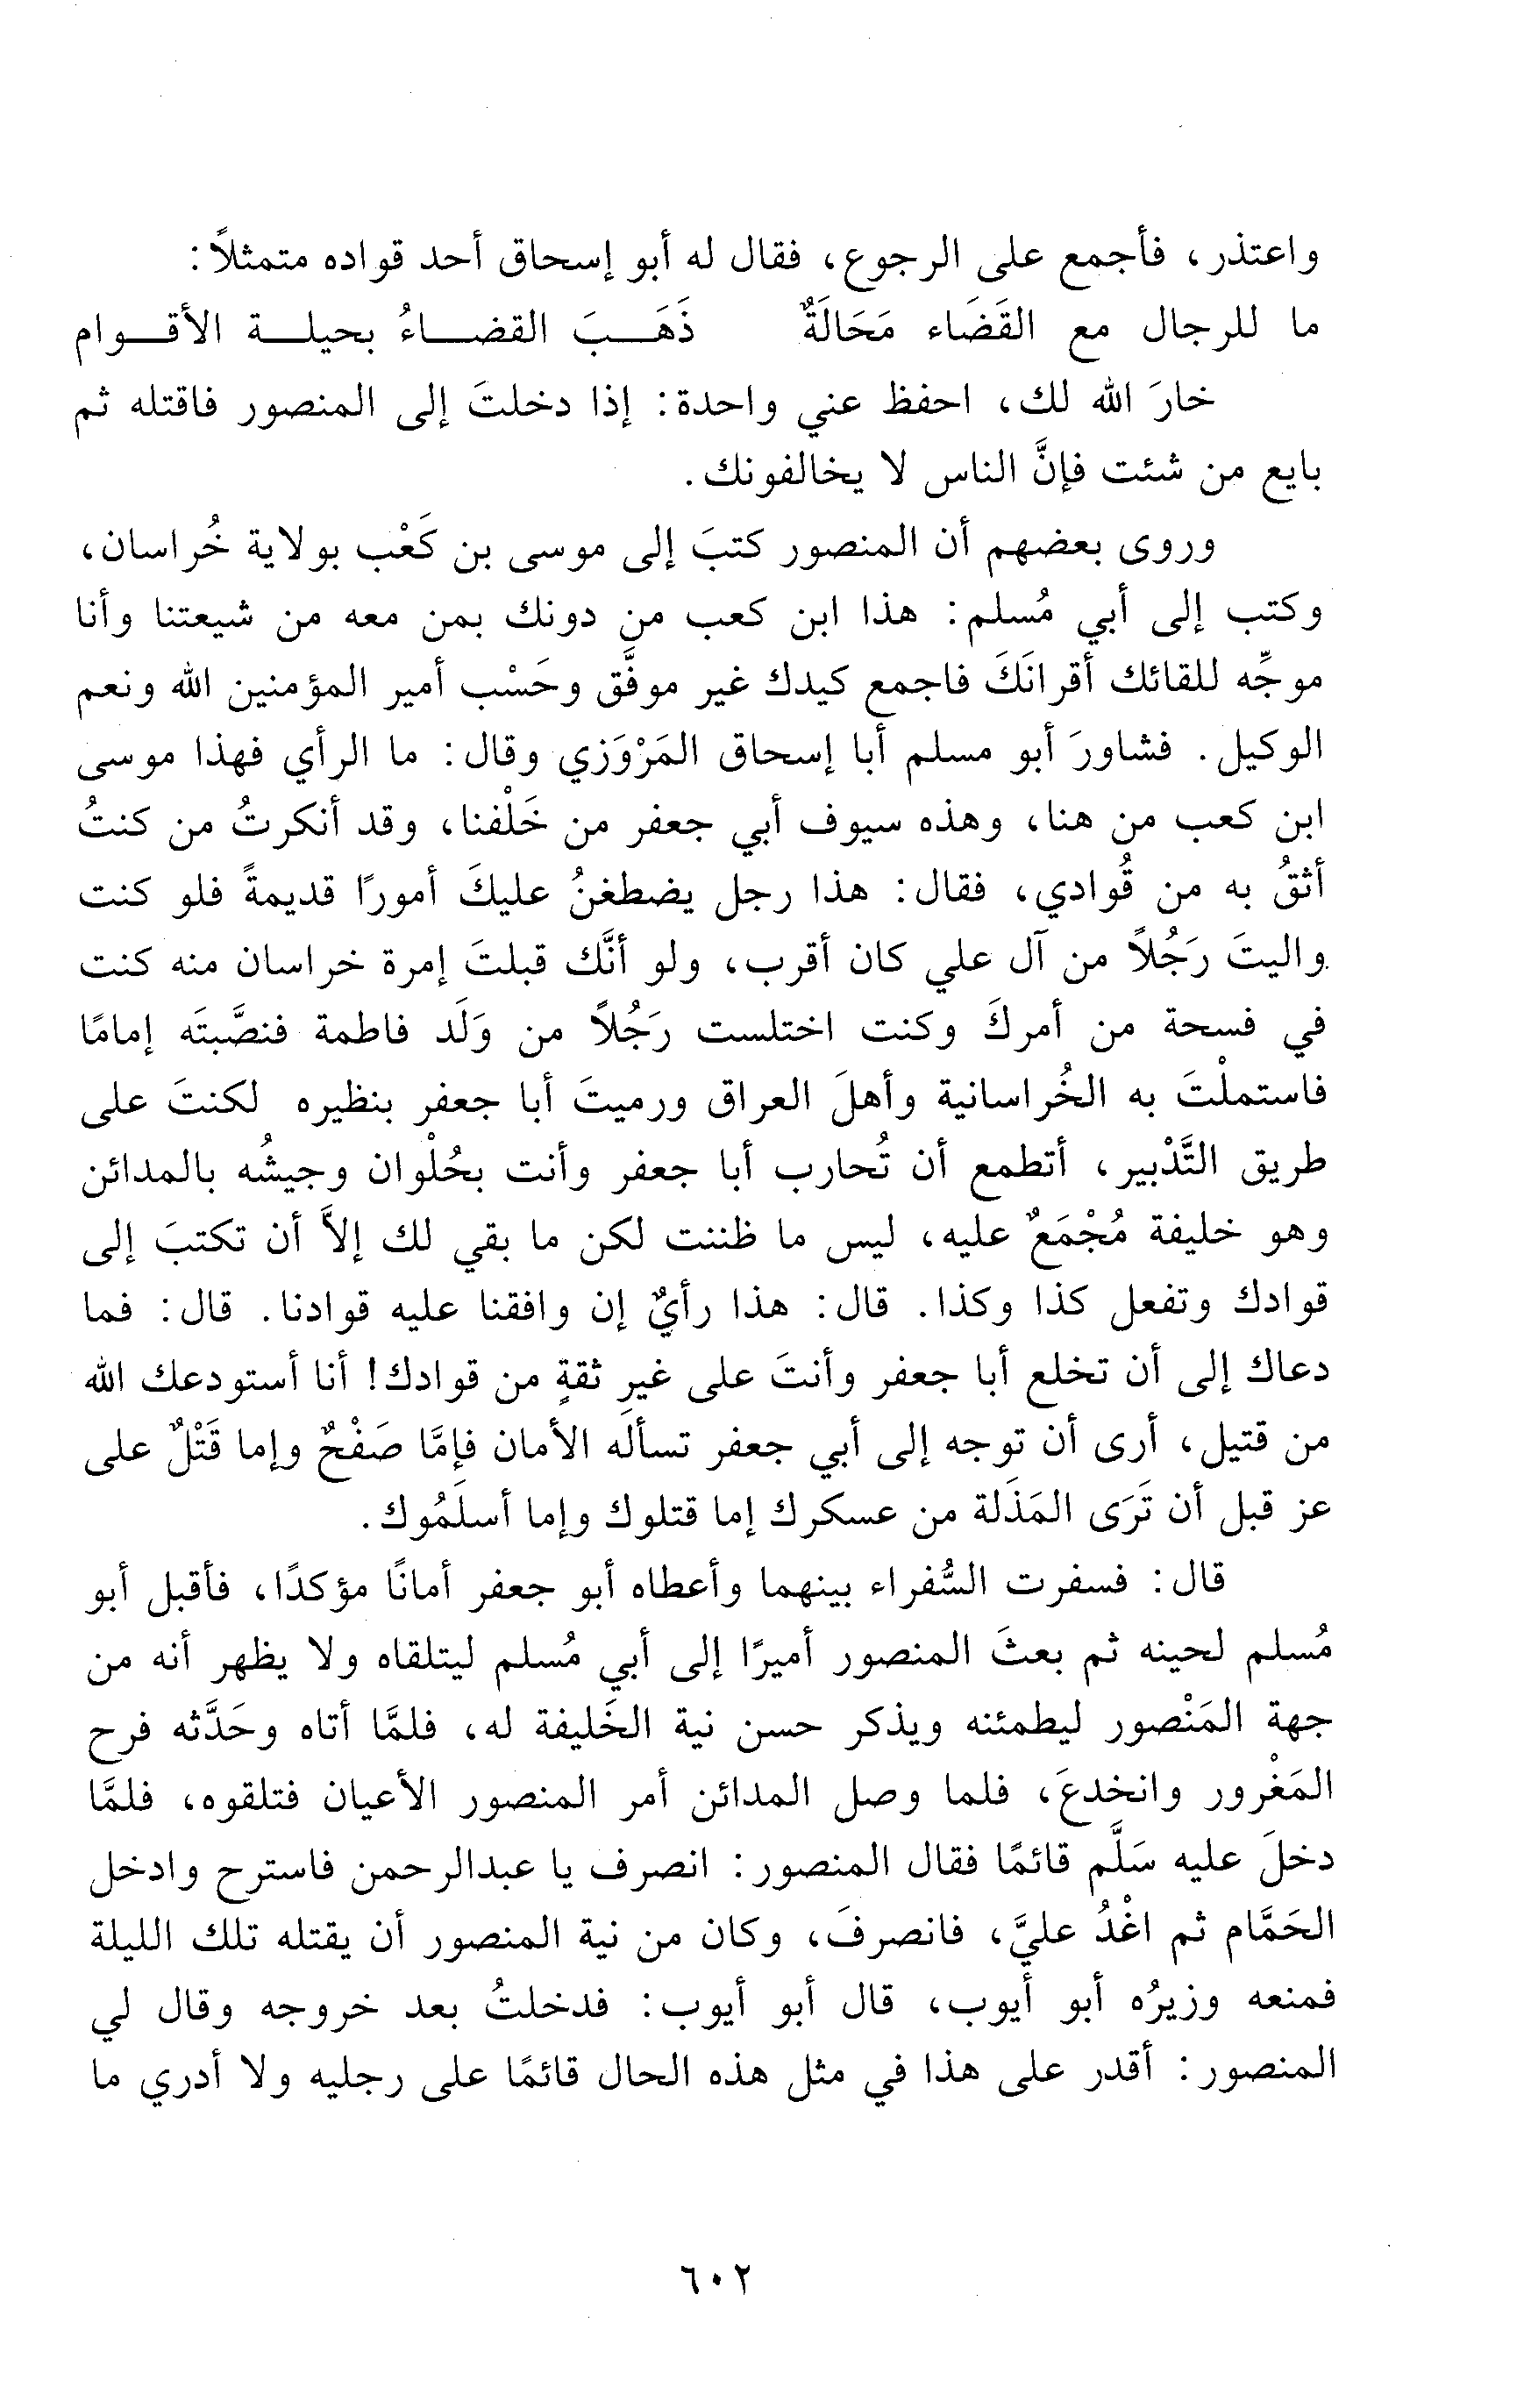 واعتذر، فأجمع على الرجوع، فقال له أبو إسحاق أحد قواده متمثلاً:
ما للرجال مع القَضَاء مَحَالَةٌ ذَهَـــبَ القضـــاءُ بحيلـــة الأقـــوام
خارَ الله لك، احفظ عني واحدة: إذا دخلتَ إلى المنصور فاقتله ثم
بايع من شئت فإنَّ الناس لا يخالفونك.
وروى بعضهم أن المنصور كتبَ إلى موسى بن كَعْب بولاية خُراسان،
وكتب إلى أبي مُسلم: هذا ابن كعب من دونك بمن معه من شيعتنا وأنا
موجِّه للقائك أقرانَكَ فاجمع كيدك غير موفَّق وحَسْب أمير المؤمنين الله ونعم
الوكيل. فشاورَ أبو مسلم أبا إسحاق المَرْوَزي وقال: ما الرأي فهذا موسى
ابن كعب من هنا، وهذه سيوف أبي جعفر من خَلْفنا، وقد أنكرتُ من كنتُ
أثقُ به من قُوادي، فقال: هذا رجل يضطغنُ عليكَ أمورًا قديمةً فلو كنت
واليتَ رَجُلاً من آل علي كان أقرب، ولو أنَّك قبلتَ إمرة خراسان منه كنت
في فسحة من أمركَ وكنت اختلست رَجُلاً من وَلَد فاطمة فنصَّبتَه إمامًا
فاستملْتَ به الخُراسانية وأهلَ العراق ورميتَ أبا جعفر بنظيره لكنتَ على
طريق التَّدْبير، أتطمع أن تُحارب أبا جعفر وأنت بحُلْوان وجيشُه بالمدائن
وهو خليفة مُجْمَعٌ عليه، ليس ما ظننت لكن ما بقي لك إلاَّ أن تكتبَ إلى
قوادك وتفعل كذا وكذا. قال: هذا رأيٌ إن وافقنا عليه قوادنا. قال: فما
دعاك إلى أن تخلع أبا جعفر وأنتَ على غيرِ ثقةٍ من قوادك! أنا أستودعك الله
من قتيل، أرى أن توجه إلى أبي جعفر تسألَه الأمان فإمَّا صَفْحٌ وإما قَتْلٌ على
عز قبل أن تَرَى المَذَلة من عسكرك إما قتلوك وإما أسلَمُوك.
قال: فسفرت السُّفراء بينهما وأعطاه أبو جعفر أمانًا مؤكدًا، فأقبل أبو
مُسلم لحينه ثم بعثَ المنصور أميرًا إلى أبي مُسلم ليتلقاه ولا يظهر أنه من
جهة المَنْصور ليطمئنه ويذكر حسن نية الخَليفة له، فلمَّا أتاه وحَدَّثه فرح
المَغْرور وانخدعَ، فلما وصل المدائن أمر المنصور الأعيان فتلقوه، فلمَّا
دخلَ عليه سَلَّم قائمًا فقال المنصور: انصرف يا عبدالرحمن فاسترح وادخل
الحَمَّام ثم اغْدُ عليَّ، فانصرفَ، وكان من نية المنصور أن يقتله تلك الليلة
فمنعه وزيرُه أبو أيوب، قال أبو أيوب: فدخلتُ بعد خروجه وقال لي
المنصور: أقدر على هذا في مثل هذه الحال قائمًا على رجليه ولا أدري ما
٦٠٢